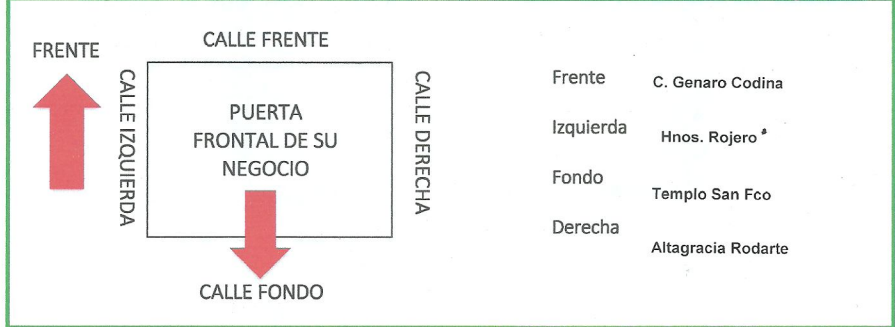 FRENTE
CALLE FRENTE
CALLE IZQUIERDA
PUERTA
FRONTAL DE SU
NEGOCIO
CALLE DERECHA
CALLE FONDO
Frente C. Genaro Codina
Izquierda Hnos. Rojero
Fondo Templo San Fco
Derecha Altagracia Rodarte